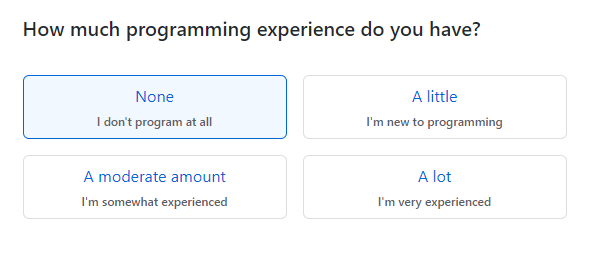 How much programming experience do you have?
None
I don't program at all
A little
I'm new to programming
A moderate amount
I'm somewhat experienced
A lot
I'm very experienced